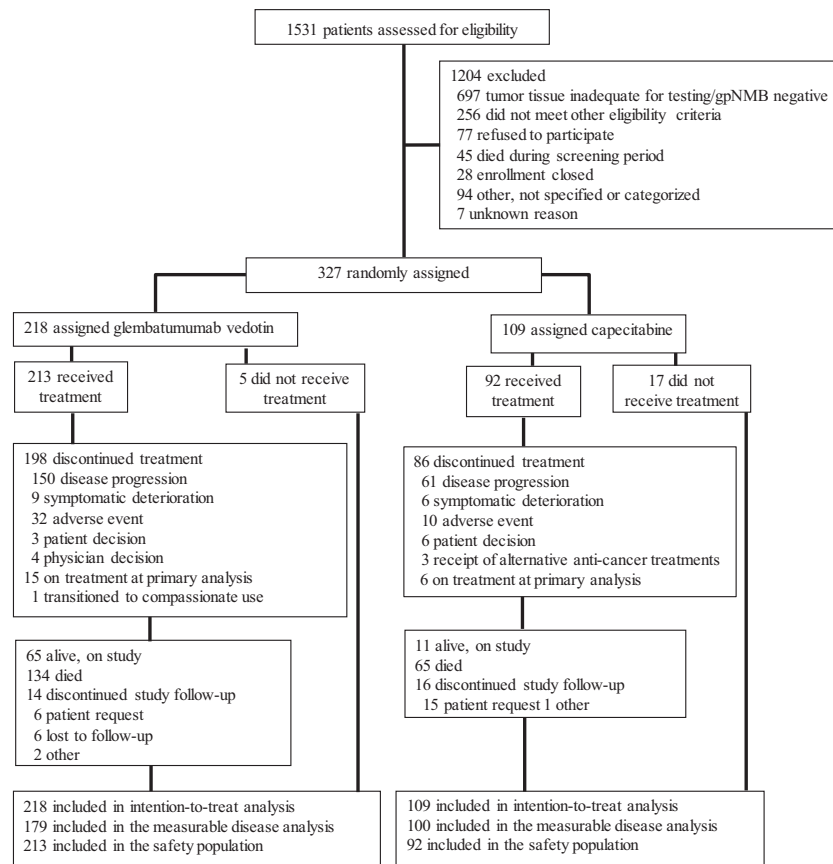 1531 patients assessed for eligibility
1204 excluded
697 tumor tissue inadequate for testing/gpNMB negative
256 did not meet other eligibility criteria
77 refused to participate
45 died during screening period
28 enrollment closed
94 other, not specified or categorized
7 unknown reason
327 randomly assigned
218 assigned glembatumumab vedotin
213 received
treatment
5 did not receive
treatment
198 discontinued treatment
150 disease progression
9 symptomatic deterioration
32 adverse event
3 patient decision
4 physician decision
15 on treatment at primary analysis
1 transitioned to compassionate use
65 alive, on study
134 died
14 discontinued study follow-up
6 patient request
6 lost to follow-up
2 other
218 included in intention-to-treat analysis
179 included in the measurable disease analysis
213 included in the safety population
109 assigned capecitabine
92 received
treatment
17 did not
receive treatment
86 discontinued treatment
61 disease progression
6 symptomatic deterioration
10 adverse event
6 patient decision
3 receipt of alternative anti-cancer treatments
6 on treatment at primary analysis
11 alive, on study
65 died
16 discontinued study follow-up
15 patient request 1 other
109 included in intention-to-treat analysis
100 included in the measurable disease analysis
92 included in the safety population